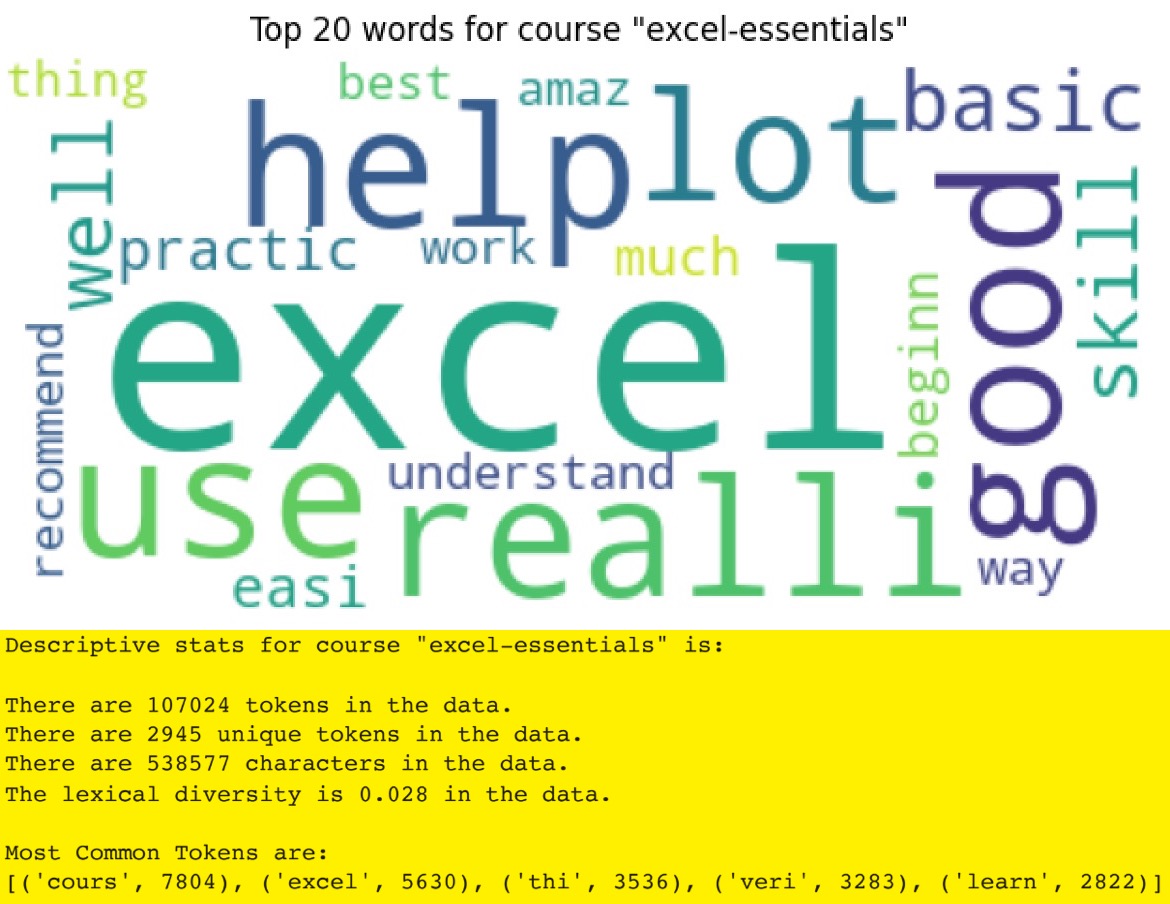 Top 20 words for course "excel-essentials"
thing
best
amaz
basic
well
help
lot
good
skill
practic
work
much
excel
beginn
recommend
use
understand
realli
way
easi
Descriptive stats for course "excel-essentials" is:
There are 107024 tokens in the data.
There are 2945 unique tokens in the data.
There are 538577 characters in the data.
The lexical diversity is 0.028 in the data.
Most Common Tokens are:
[('cours', 7804), ('excel', 5630), ('thi', 3536), ('veri', 3283), ('learn', 2822)]